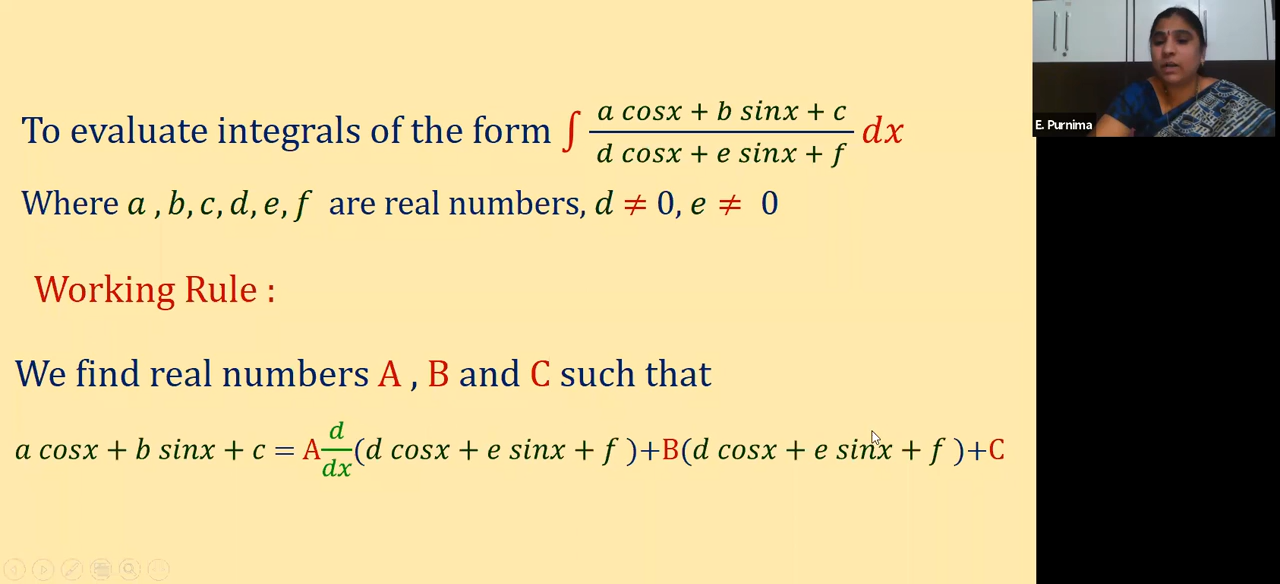 To evaluate integrals of the form ∫ (a cosx + b sinx + c)/(d cosx + e sinx + f) dx
Where a , b, c, d, e, f are real numbers, d ≠ 0, e ≠ 0
Working Rule :
We find real numbers A , B and C such that
a cosx + b sinx + c = A d/dx (d cosx + e sinx + f )+B(d cosx + e sinx + f )+C
E. Purnima